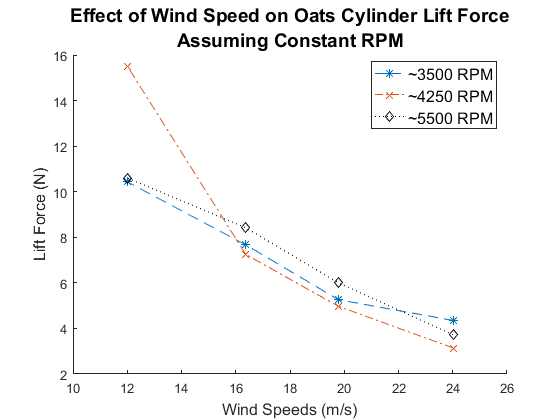 Effect of Wind Speed on Oats Cylinder Lift Force
Assuming Constant RPM
~3500 RPM
~4250 RPM
~5500 RPM
Lift Force (N)
16
14
12
10
8
6
4
2
10
12
14
16
18
20
22
24
26
Wind Speeds (m/s)